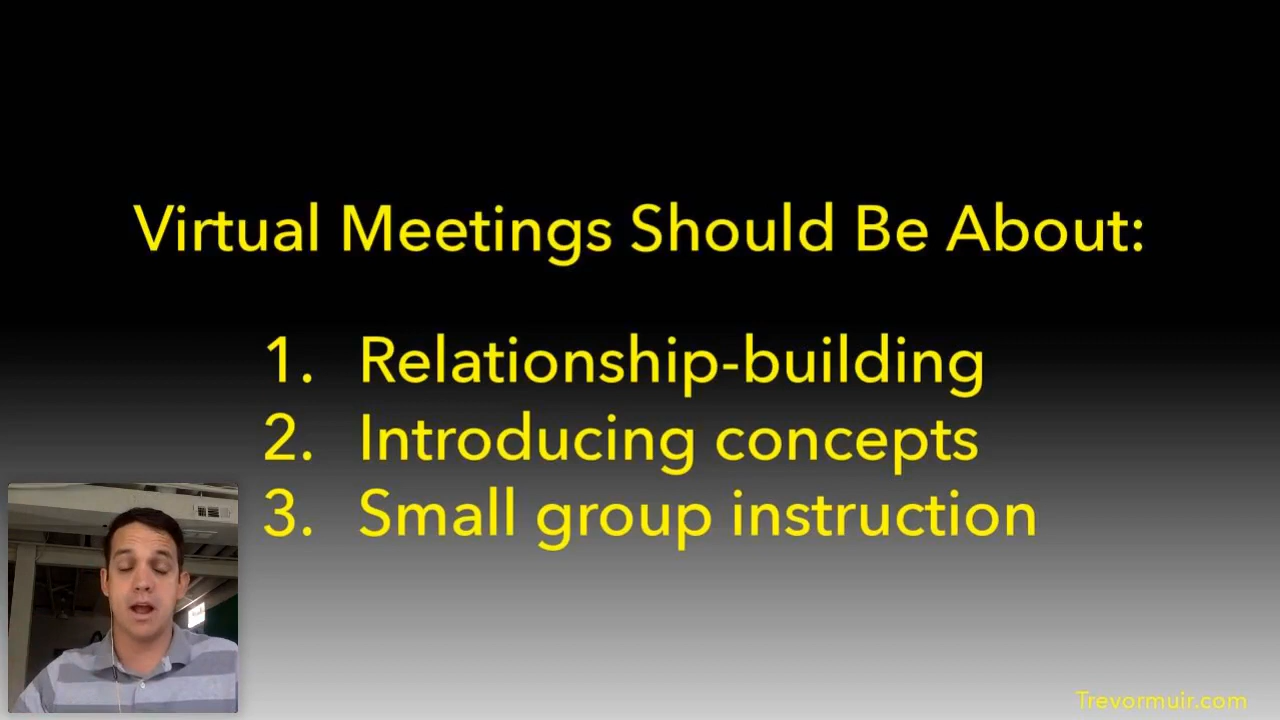 Virtual Meetings Should Be About:
1. Relationship-building
2. Introducing concepts
3. Small group instruction
Trevormuir.com